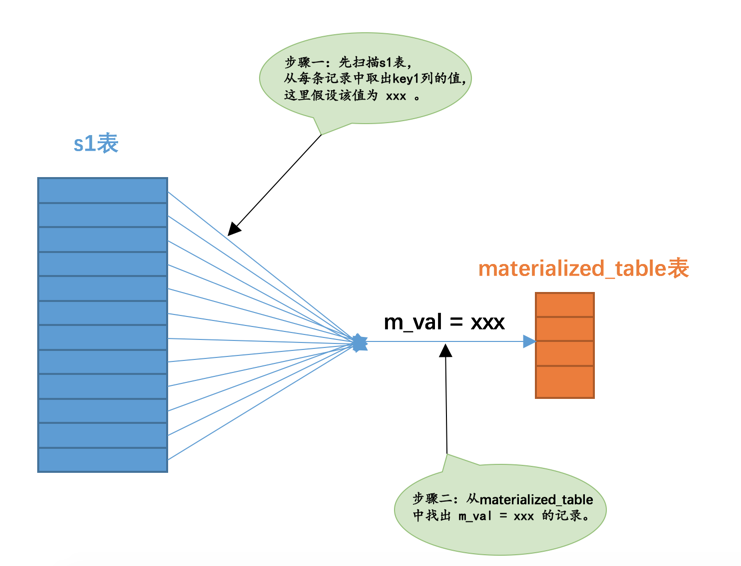 步骤一：先扫描s1表，
从每条记录中取出key1列的值，
这里假设该值为 xxx 。
s1表
materialized_table表
m_val = xxx
步骤二：从materialized_table
中找出 m_val = xxx 的记录。